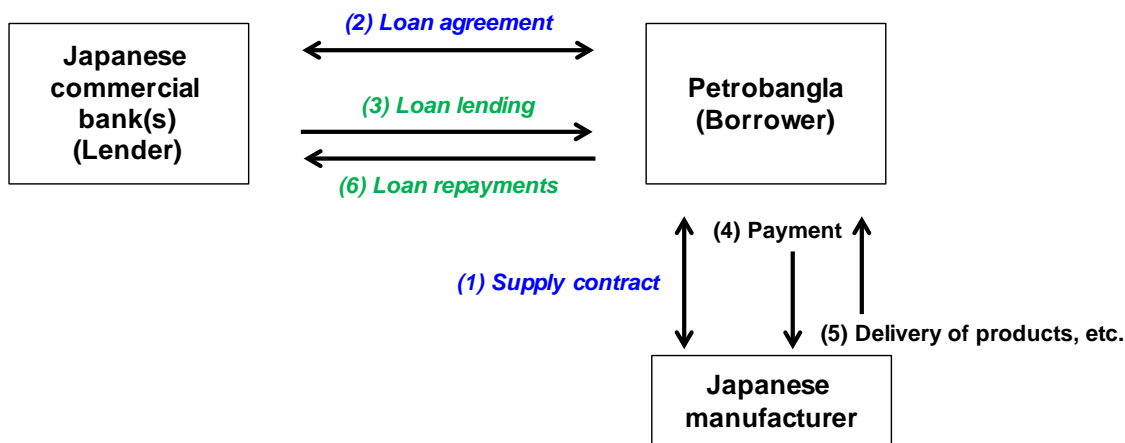 (2) Loan agreement
Japanese
commercial
bank(s)
(Lender)
(3) Loan lending
(6) Loan repayments
Petrobangla
(Borrower)
(4) Payment
(1) Supply contract
(5) Delivery of products, etc.
Japanese
manufacturer